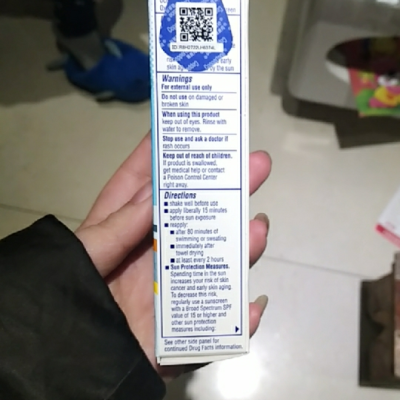 skin
by the sun
Warnings
For external use only
Do not use on damaged or
broken skin
When using this product
keep out of eyes. Rinse with
water to remove.
Stop use and ask a doctor if
rash occurs
Keep out of reach of children.
If product is swallowed,
get medical help or contact
a Poison Control Center
right away.
Directions
■ shake well before use
■ apply liberally 15 minutes
before sun exposure
■ reapply:
■ after 80 minutes of
swimming or sweating
■ immediately after
towel drying
■ at least every 2 hours
■ Sun Protection Measures.
Spending time in the sun
increases your risk of skin
cancer and early skin aging.
To decrease this risk,
regularly use a sunscreen
with a Broad Spectrum SPF
value of 15 or higher and
other sun protection
measures including:
See other side panel for
continued Drug Facts information.